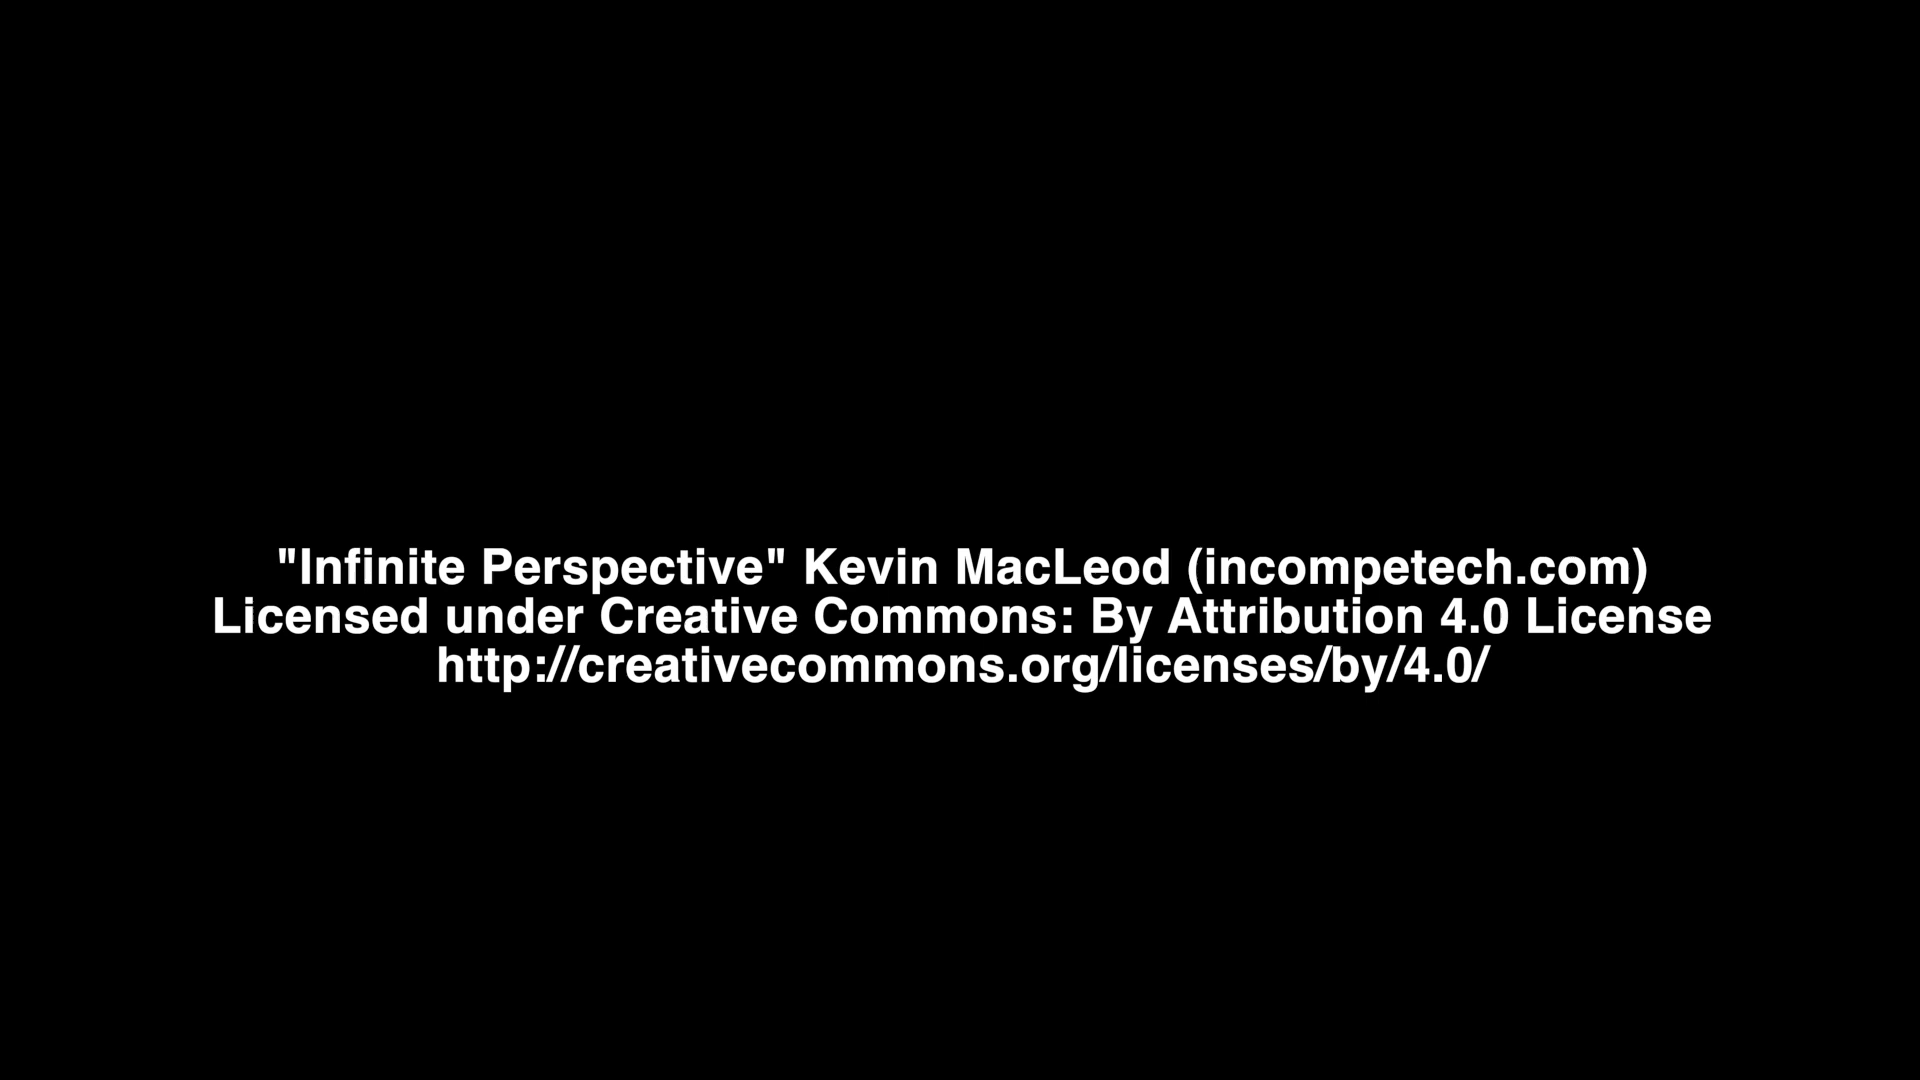 "Infinite Perspective" Kevin MacLeod (incompetech.com)
Licensed under Creative Commons: By Attribution 4.0 License
http://creativecommons.org/licenses/by/4.0/